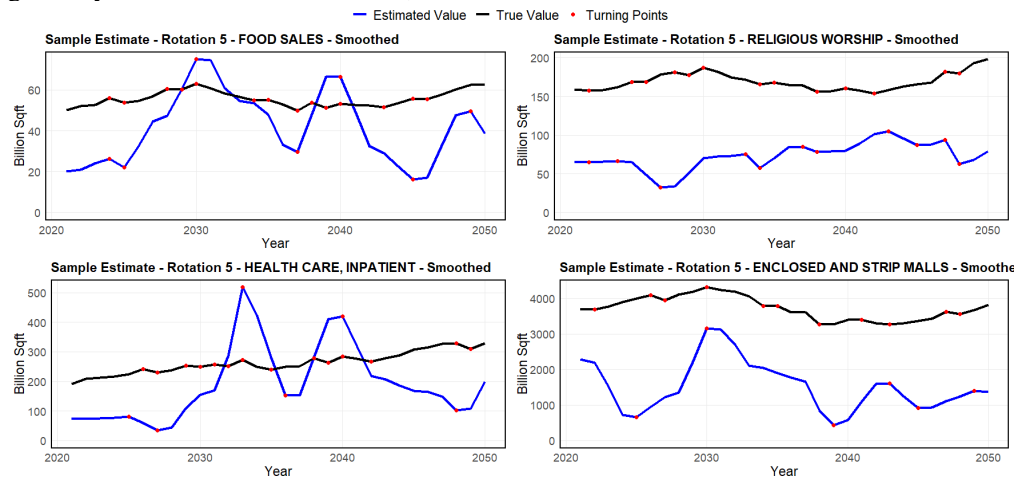 Estimated Value True Value Turning Points
Sample Estimate - Rotation 5 - FOOD SALES - Smoothed
Billion Sqft
60
40
20
0
2020 2030 2040 2050
Year
Sample Estimate - Rotation 5 - RELIGIOUS WORSHIP - Smoothed
Billion Sqft
200
150
100
50
0
2020 2030 2040 2050
Year
Sample Estimate - Rotation 5 - HEALTH CARE, INPATIENT - Smoothed
Billion Sqft
500
400
300
200
100
0
2020 2030 2040 2050
Year
Sample Estimate - Rotation 5 - ENCLOSED AND STRIP MALLS - Smoothe
Billion Sqft
4000
3000
2000
1000
0
2020 2030 2040 2050
Year